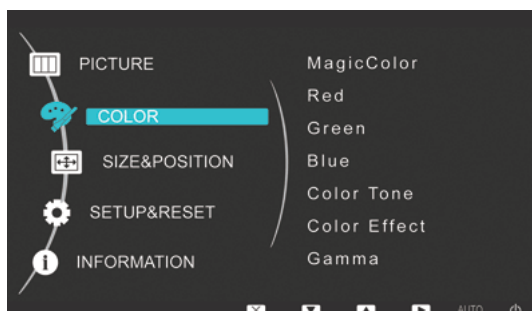 PICTURE
COLOR
SIZE&POSITION
SETUP&RESET
INFORMATION
MagicColor
Red
Green
Blue
Color Tone
Color Effect
Gamma
AUTO